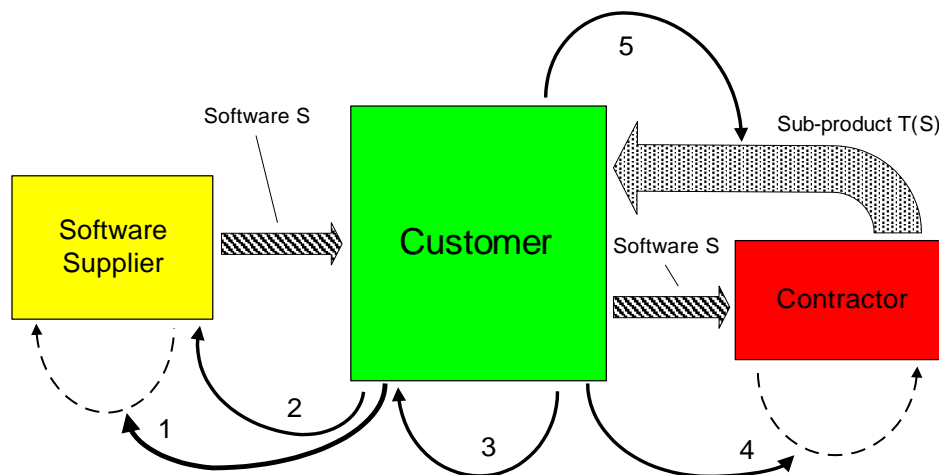 5
Software S
Sub-product T(S)
Software
Supplier
Customer
Software S
Contractor
1
2
3
4